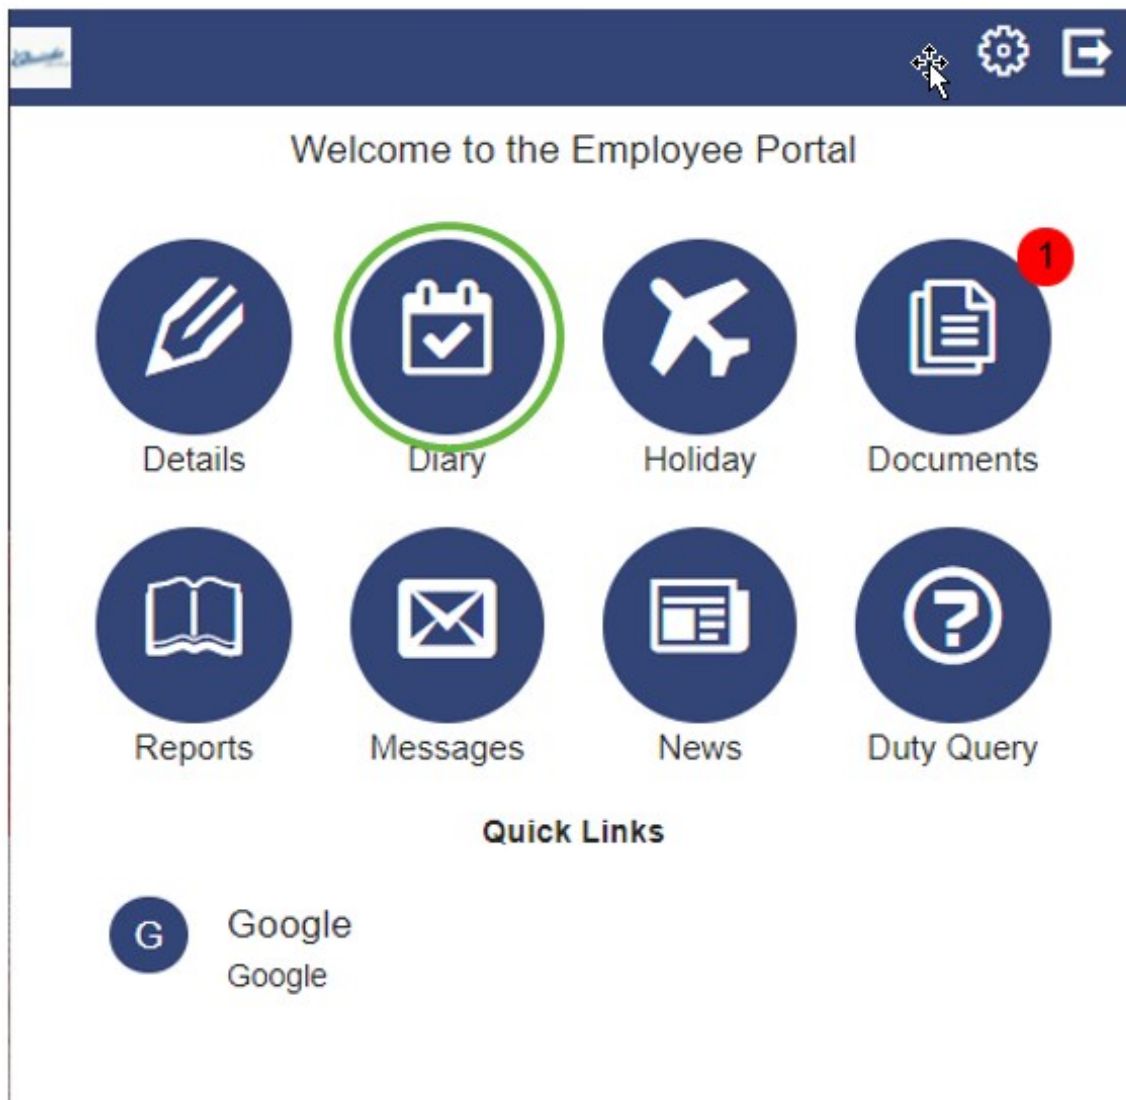 Welcome to the Employee Portal
1
Details Diary Holiday Documents
Reports Messages News Duty Query
Quick Links
G Google
Google